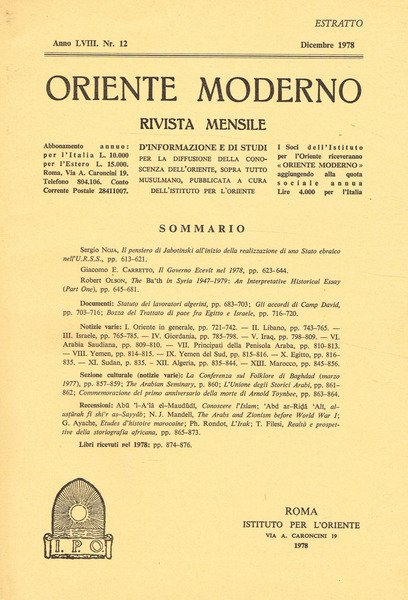 ESTRATTO
Anno LVIII. Nr. 12
Dicembre 1978
ORIENTE MODERNO
RIVISTA MENSILE
Abbonamento annuo:
per l'Italia L. 10.000
per l'Estero L. 15.000.
Roma, Via A. Caroncini 19.
Telefono 804.106. Conto
Corrente Postale 28411007.
D'INFORMAZIONE E DI STUDI
PER LA DIFFUSIONE DELLA CONO-
SCENZA DELL'ORIENTE, SOPRA TUTTO
MUSULMANO, PUBBLICATA A CURA
DELL'ISTITUTO PER L'ORIENTE
I Soci dell'Istituto
per l'Oriente riceveranno
« ORIENTE MODERNO »
aggiungendo alla quota
sociale annua
Lire 4.000 per l'Italia
SOMMARIO
Sergio NOJA, Il pensiero di Jabotinski all'inizio della realizzazione di uno Stato ebraico
nell'U.R.S.S., pp. 613-621.
Giacomo E. CARRETTO, Il Governo Ecevit nel 1978, pp. 623-644.
Robert OLSON, The Ba'th in Syria 1947-1979: An Interpretative Historical Essay
(Part One), pp. 645-681.
Documenti: Statuto dei lavoratori algerini, pp. 683-703; Gli accordi di Camp David,
pp. 703-716; Bozza del Trattato di pace fra Egitto e Israele, pp. 716-720.
Notizie varie: I. Oriente in generale, pp. 721-742. — II. Libano, pp. 743-765. —
III. Israele, pp. 765-785. — IV. Giordania, pp. 785-798. — V. Iraq, pp. 798-809. — VI.
Arabia Saudiana, pp. 809-809. — VII. Principati della Penisola Araba, pp. 810-813.
— VIII. Yemen, pp. 814-815. — IX. Yemen del Sud, pp. 815-816. — X. Egitto, pp. 816-
835. — XI. Sudan, p. 835. — XII. Algeria, pp. 835-844. — XIII. Marocco, pp. 845-856.
Sezione culturale (notizie varie): La Conferenza sul Folklore di Baghdad (marzo
1977), pp. 857-859; The Arabian Seminary, p. 860; L'Unione degli Storici Arabi, pp. 861-
862; Commemorazione del primo anniversario della morte di Arnold Toynbee, pp. 863-864.
Recensioni: Abū 'l-A'lā el-Maudūdī, Conoscere l'Islam; 'Abd ar-Riḍā 'Alī, al-
usṭūrah fī shi'r as-Sayyāb; N. J. Mandell, The Arabs and Zionism before World War I;
G. Ayache, Etudes d'histoire marocaine; Ph. Rondot, L'Irak; T. Filesi, Realtà e prospet-
tive della storiografia africana, pp. 865-873.
Libri ricevuti nel 1978: pp. 874-876.
I. P. O.
ROMA
ISTITUTO PER L'ORIENTE
VIA A. CARONCINI 19
1978